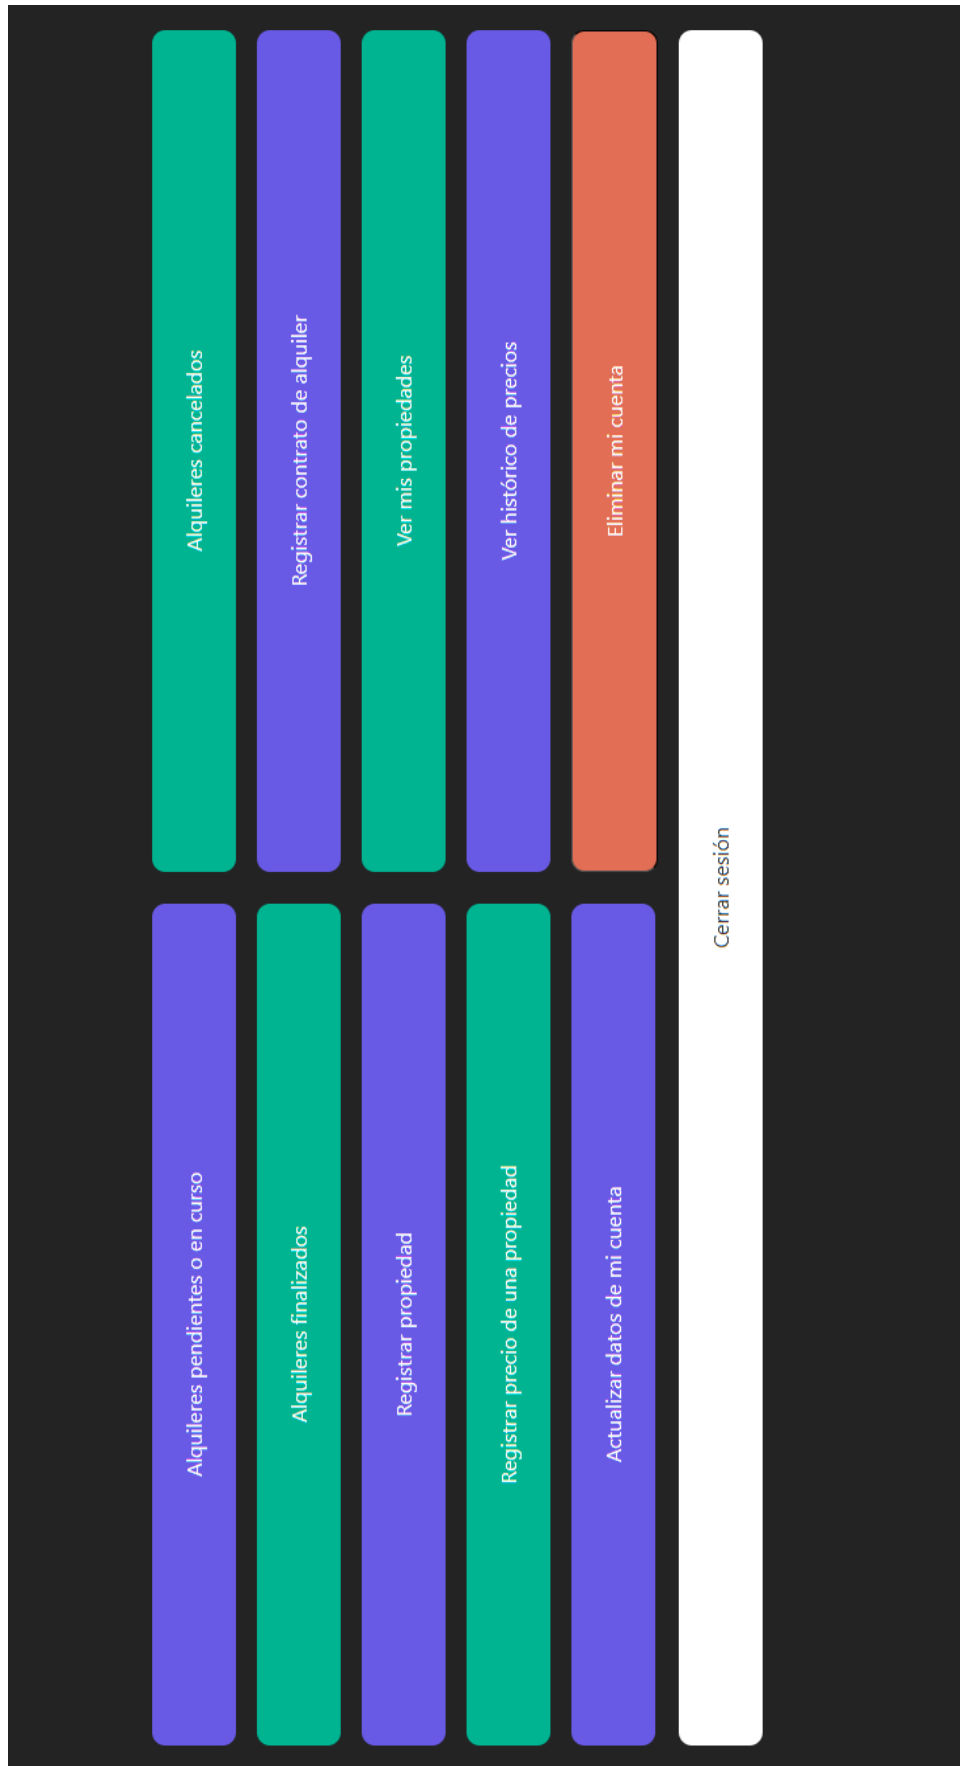 Alquileres pendientes o en curso
Alquileres cancelados
Alquileres finalizados
Registrar contrato de alquiler
Registrar propiedad
Ver mis propiedades
Registrar precio de una propiedad
Ver histórico de precios
Actualizar datos de mi cuenta
Eliminar mi cuenta
Cerrar sesión